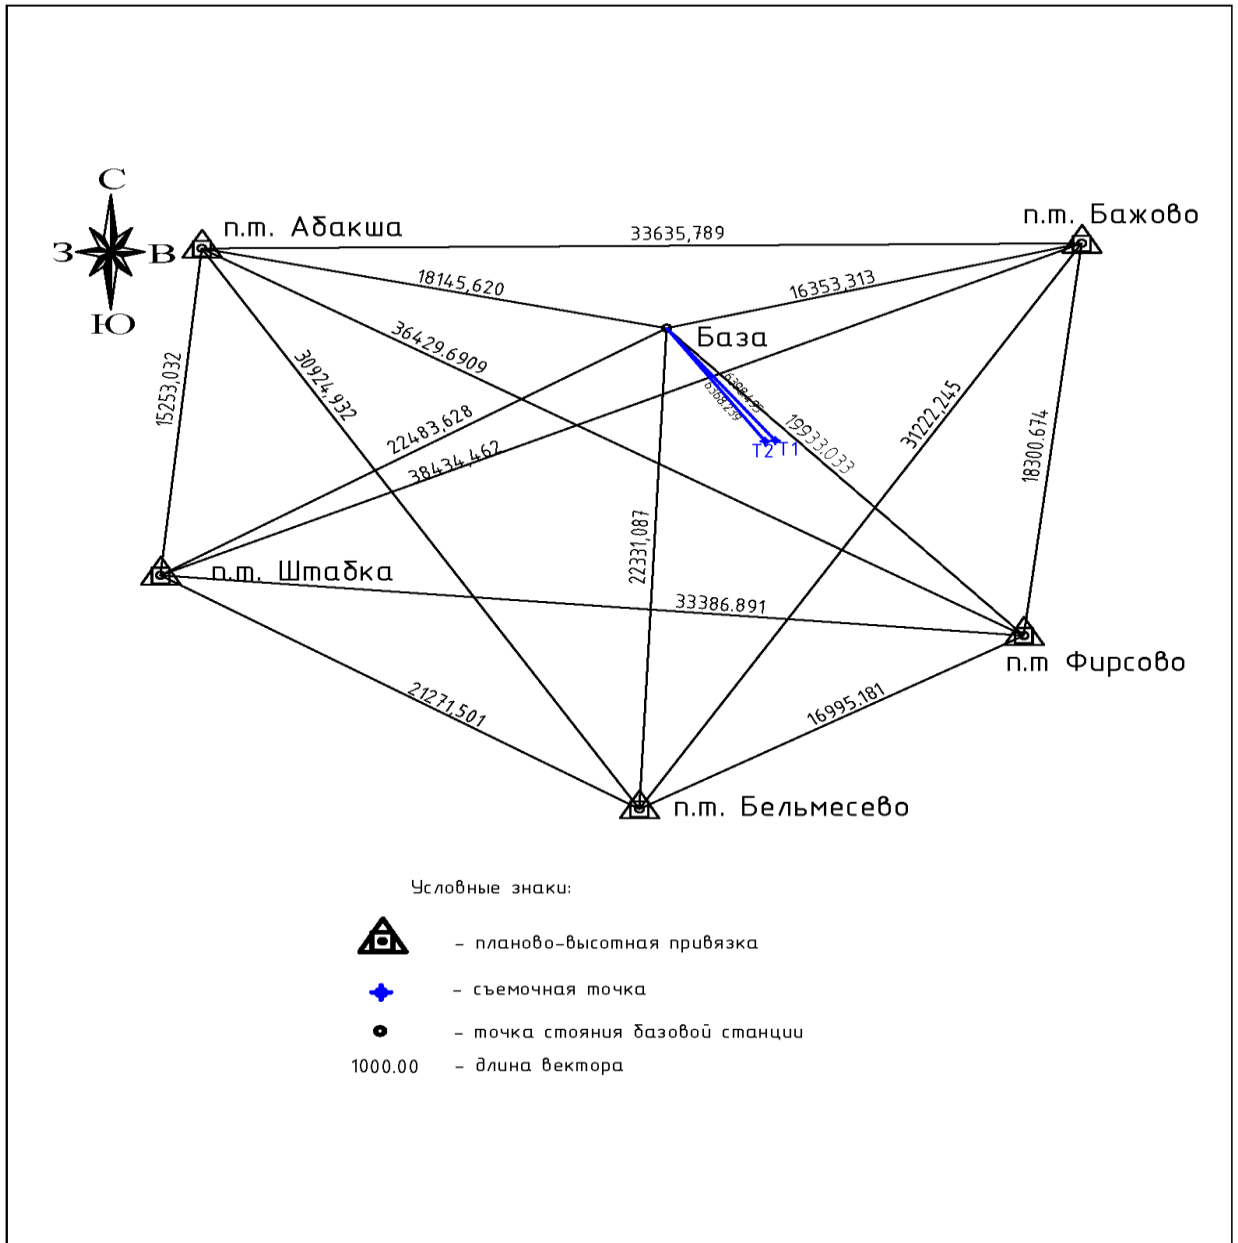 С
З
В
Ю
п.т. Абакша
п.т. Бажово
33635,789
18145,620
16353,313
База
36429.6909
30924,932
15253,032
22483,628
38434,462
6368.239
19933.033
31222,245
18300.674
Т2
Т1
22331,087
п.т. Штабка
33386.891
п.т Фирсово
21271,501
16995.181
п.т. Бельмесево
Условные знаки:
– планово-высотная привязка
– съемочная точка
– точка стояния базовой станции
1000.00 – длина вектора